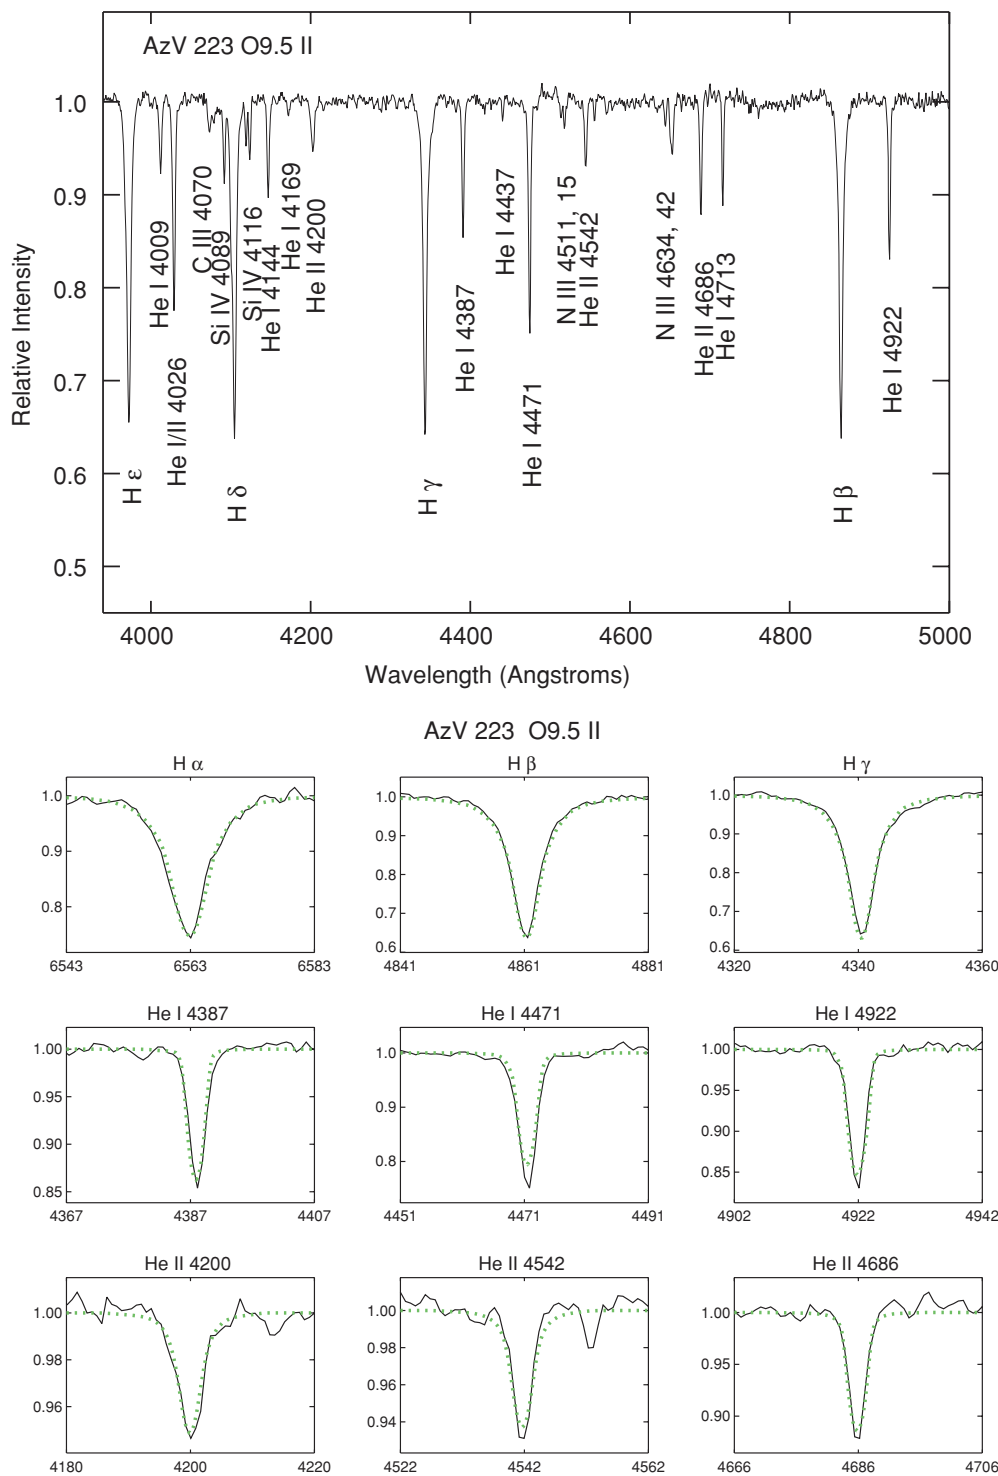 AzV 223 O9.5 II
1.0
0.9
0.8
0.7
0.6
0.5
Relative Intensity
H ε
He I 4009
He I/II 4026
C III 4070
Si IV 4089
H δ
Si IV 4116
He I 4144
He I 4169
He II 4200
H γ
He I 4387
He I 4437
He I 4471
N III 4511, 15
He II 4542
N III 4634, 42
He II 4686
He I 4713
H β
He I 4922
4000 4200 4400 4600 4800 5000
Wavelength (Angstroms)
AzV 223 O9.5 II
H α
1.0
0.9
0.8
6543 6563 6583
H β
1.0
0.9
0.8
0.7
0.6
4841 4861 4881
H γ
1.0
0.9
0.8
0.7
0.6
4320 4340 4360
He I 4387
1.00
0.95
0.90
0.85
4367 4387 4407
He I 4471
1.0
0.9
0.8
4451 4471 4491
He I 4922
1.00
0.95
0.90
0.85
4902 4922 4942
He II 4200
1.00
0.98
0.96
4180 4200 4220
He II 4542
1.00
0.98
0.96
0.94
4522 4542 4562
He II 4686
1.00
0.95
0.90
4666 4686 4706